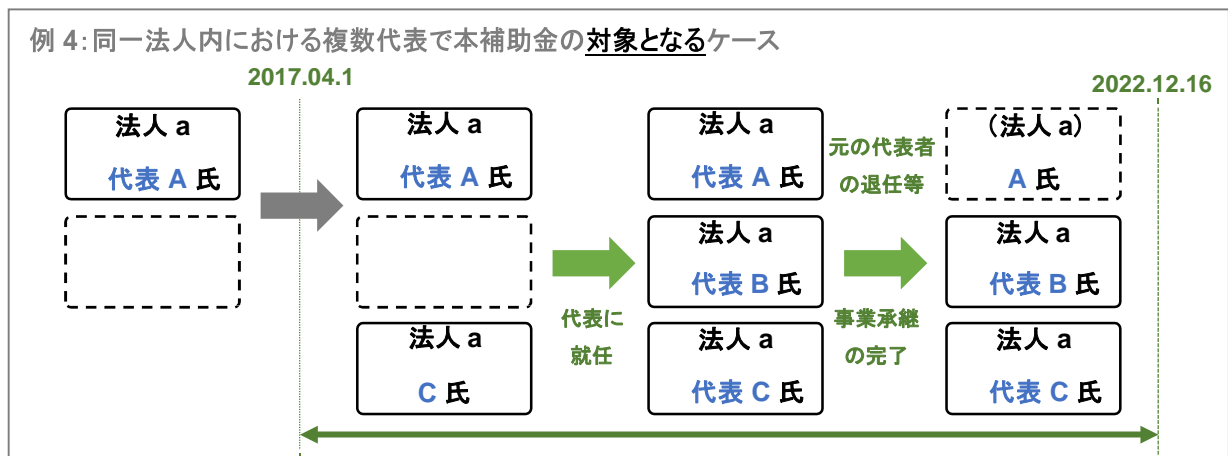 例 4：同一法人内における複数代表で本補助金の対象となるケース
2017.04.1
2022.12.16
法人 a
代表 A 氏
法人 a
代表 A 氏
法人 a
C 氏
代表に
就任
法人 a
代表 A 氏
法人 a
代表 B 氏
法人 a
代表 C 氏
元の代表者
の退任等
事業承継
の完了
（法人 a）
A 氏
法人 a
代表 B 氏
法人 a
代表 C 氏